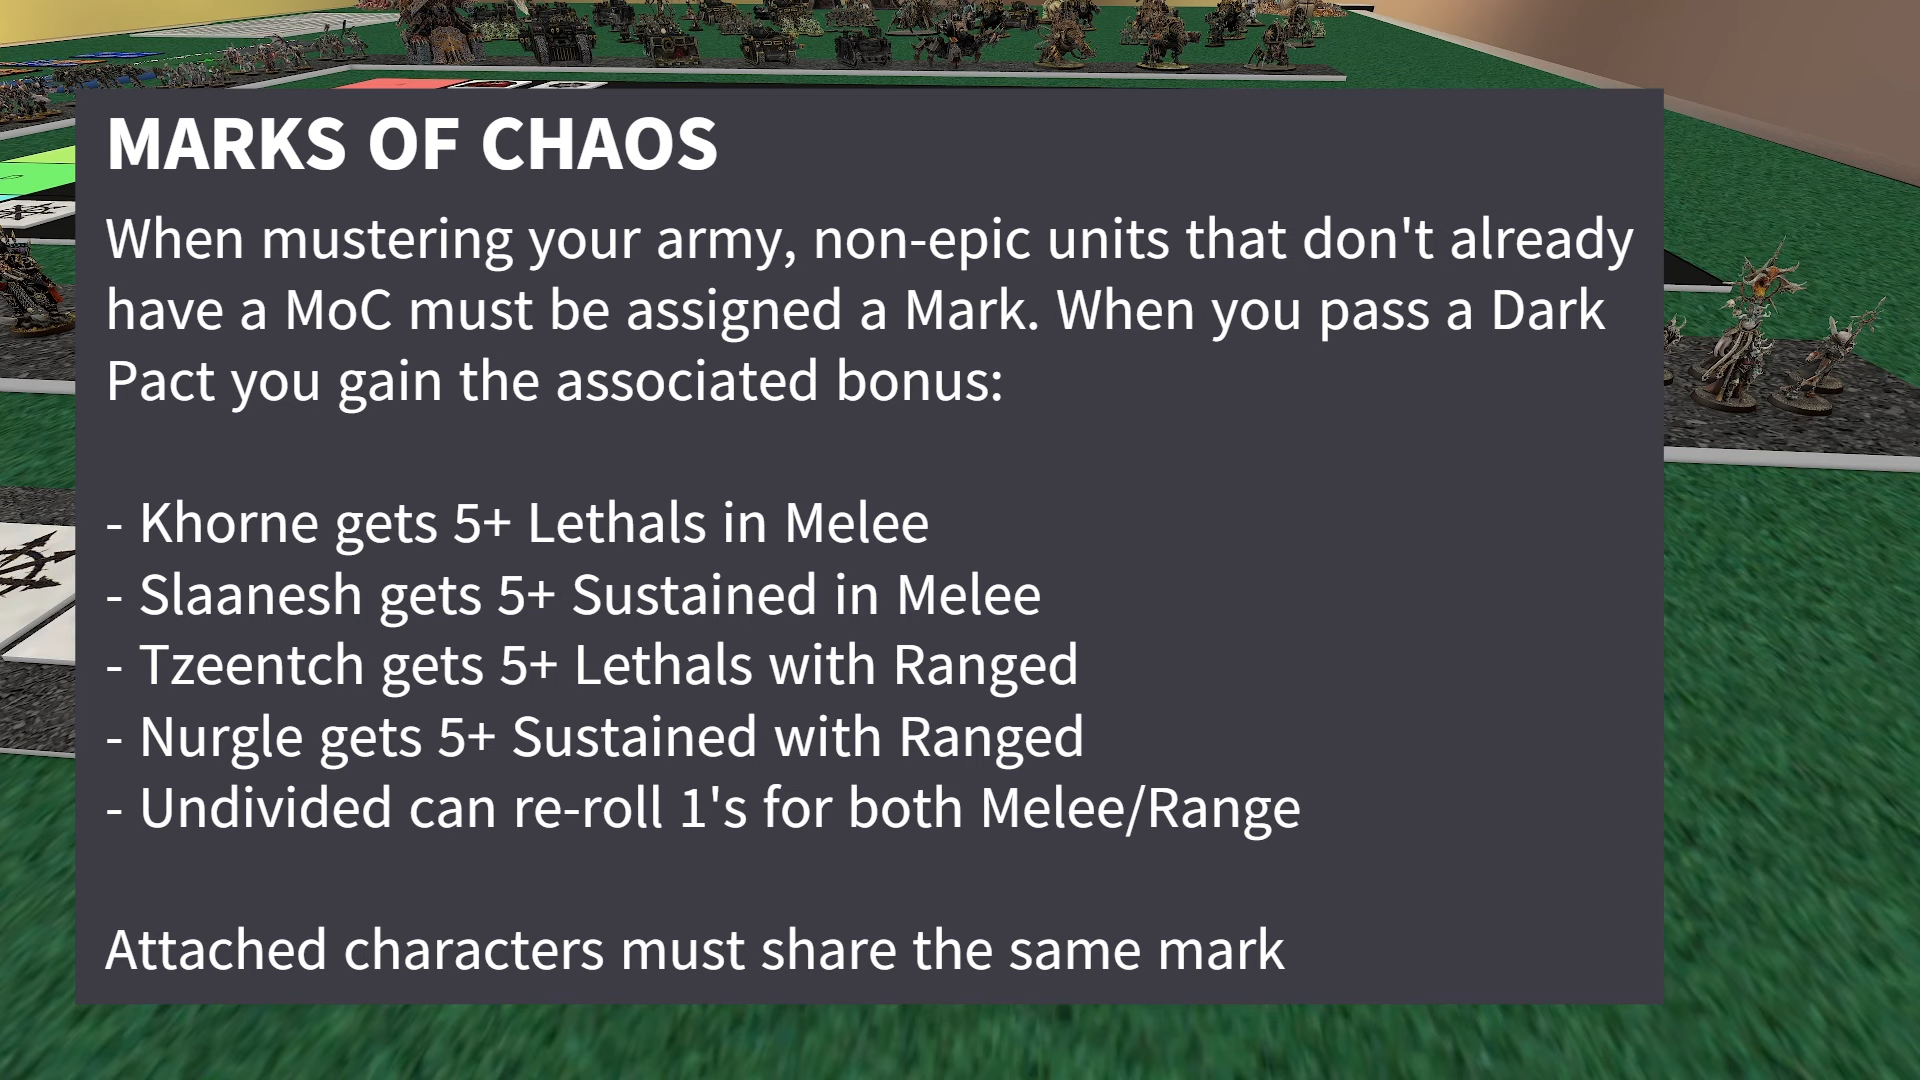 MARKS OF CHAOS
When mustering your army, non-epic units that don't already
have a MoC must be assigned a Mark. When you pass a Dark
Pact you gain the associated bonus:
- Khorne gets 5+ Lethals in Melee
- Slaanesh gets 5+ Sustained in Melee
- Tzeentch gets 5+ Lethals with Ranged
- Nurgle gets 5+ Sustained with Ranged
- Undivided can re-roll 1's for both Melee/Range
Attached characters must share the same mark